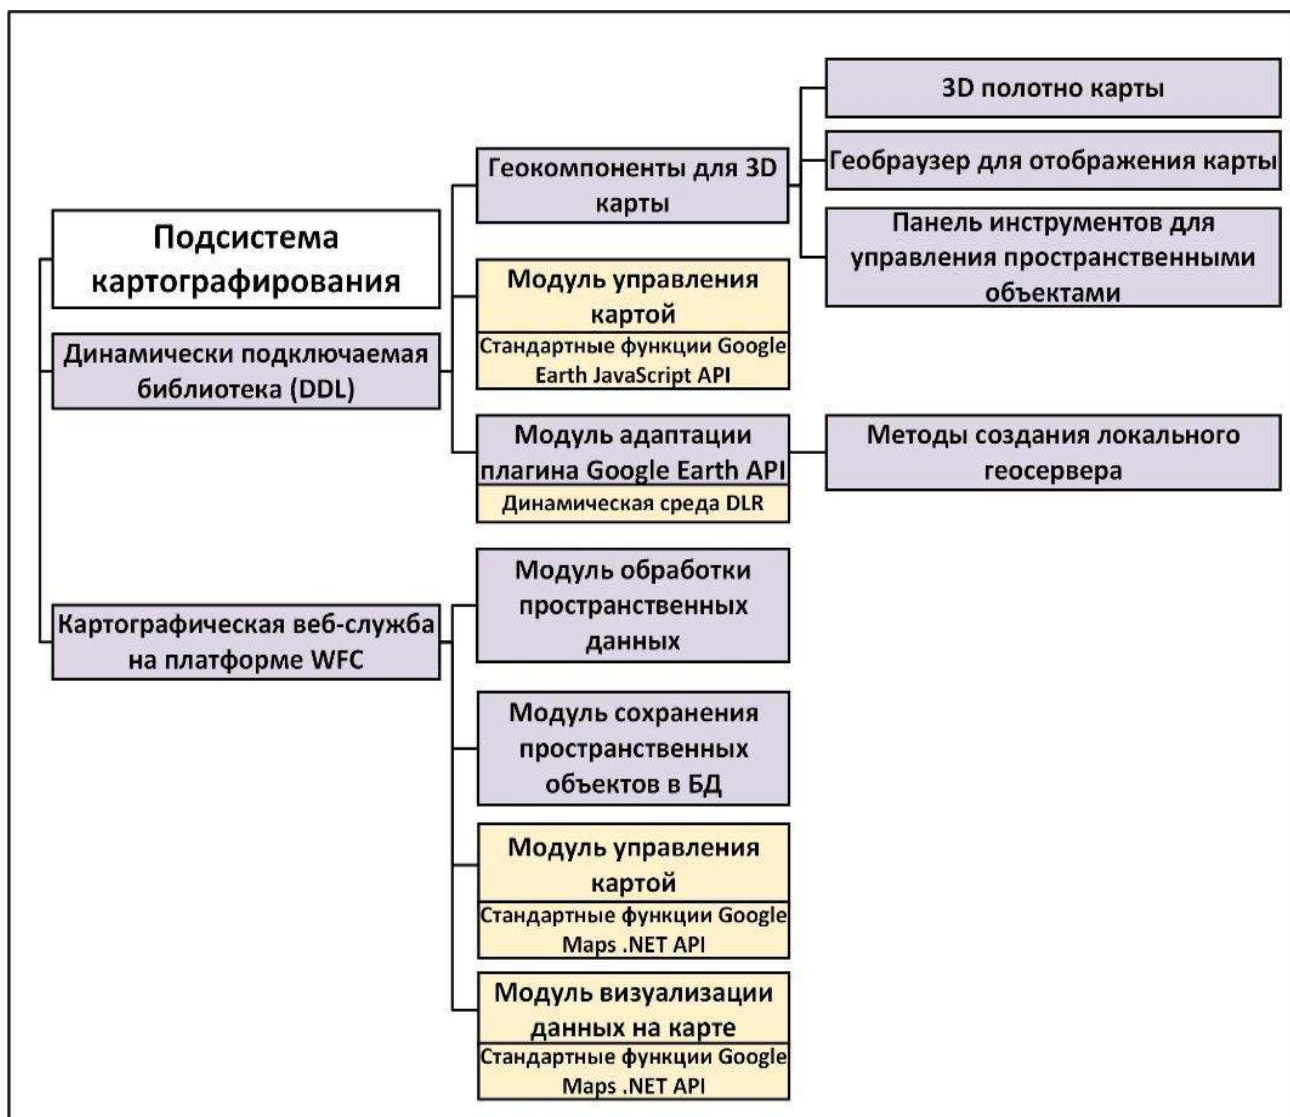 Подсистема
картографирования
Динамически подключаемая
библиотека (DDL)
Картографическая веб-служба
на платформе WFC
Геокомпоненты для 3D
карты
Модуль управления
картой
Стандартные функции Google
Earth JavaScript API
Модуль адаптации
плагина Google Earth API
Динамическая среда DLR
Модуль обработки
пространственных
данных
Модуль сохранения
пространственных
объектов в БД
Модуль управления
картой
Стандартные функции Google
Maps .NET API
Модуль визуализации
данных на карте
Стандартные функции Google
Maps .NET API
3D полотно карты
Геобраузер для отображения карты
Панель инструментов для
управления пространственными
объектами
Методы создания локального
геосервера